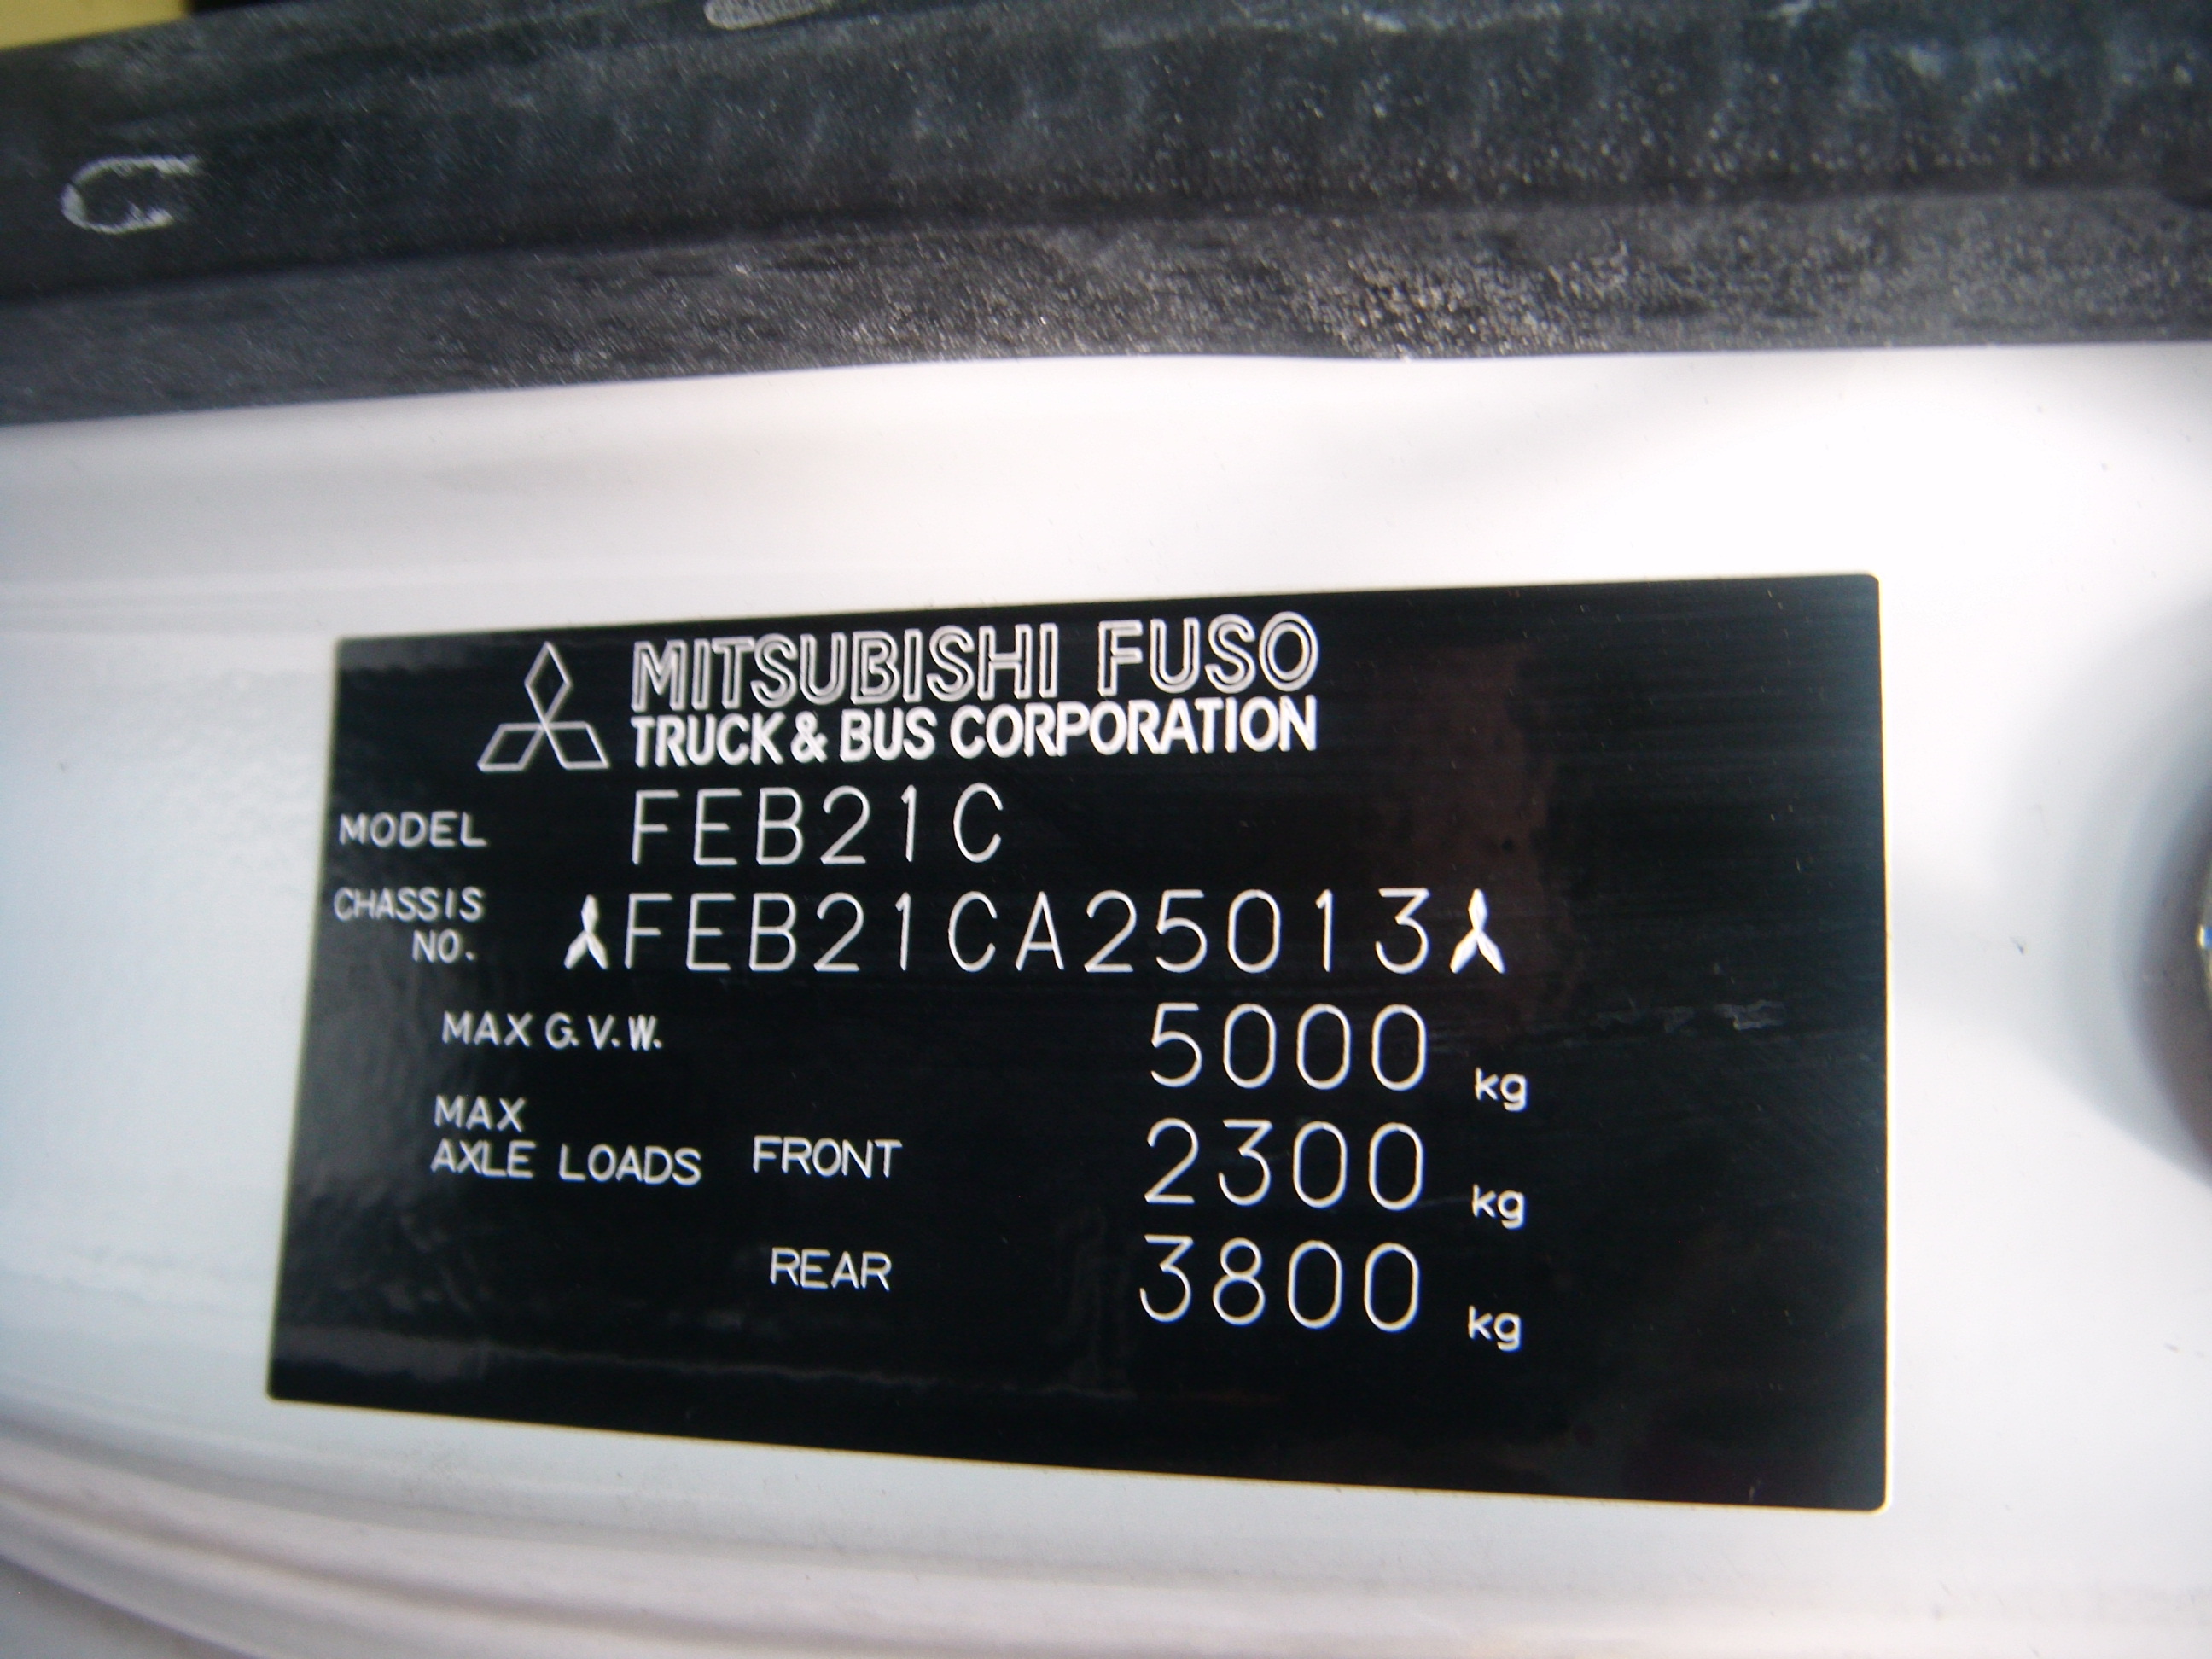 MITSUBISHI FUSO
TRUCK & BUS CORPORATION
MODEL FEB21C
CHASSIS NO. FEB21CA25013
MAX G.V.W. 5000 kg
MAX AXLE LOADS FRONT 2300 kg
REAR 3800 kg